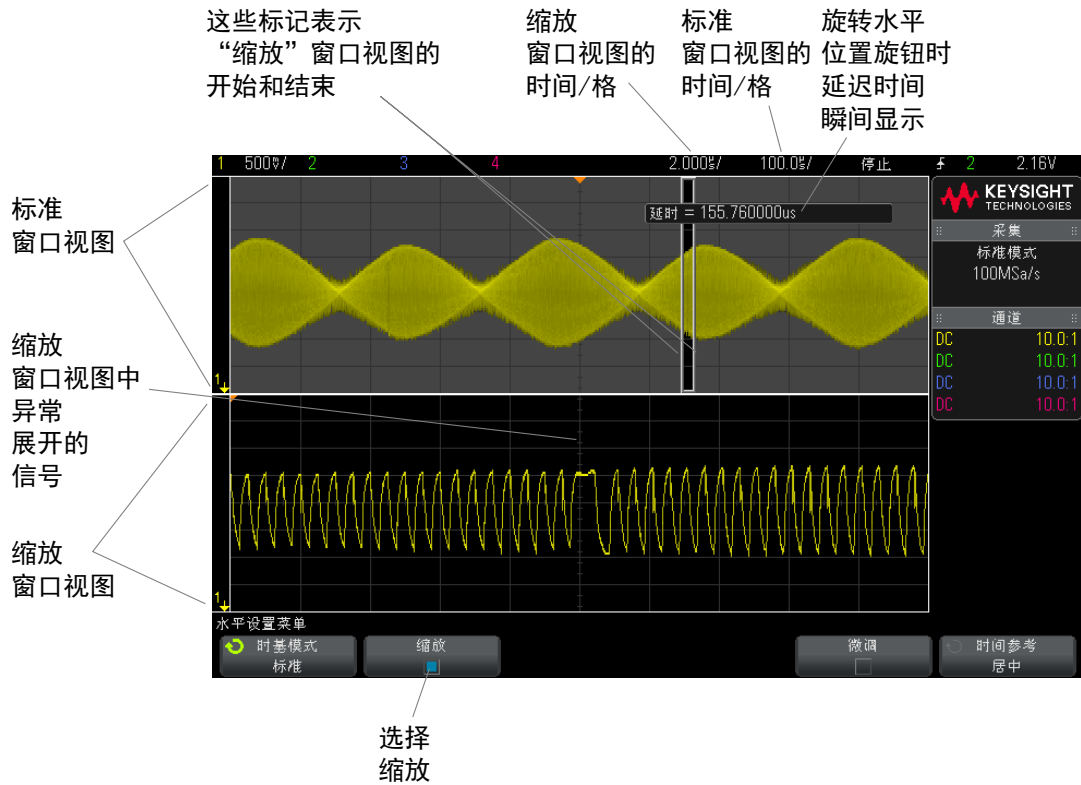 这些标记表示
“缩放”窗口视图的
开始和结束
缩放
窗口视图的
时间/格
标准
窗口视图的
时间/格
旋转水平
位置旋钮时
延迟时间
瞬间显示
1 500mV/ 2 3 4 2.000us/ 100.0us/ 停止 2 2.16V
标准
窗口视图
延时 = 155.760000us
KEYSIGHT
TECHNOLOGIES
采集
标准模式
100MSa/s
通道
DC 10.0:1
DC 10.0:1
DC 10.0:1
DC 10.0:1
1
缩放
窗口视图中
异常
展开的
信号
缩放
窗口视图
1
水平设置菜单
时基模式
标准
缩放
微调
时间参考
居中
选择
缩放